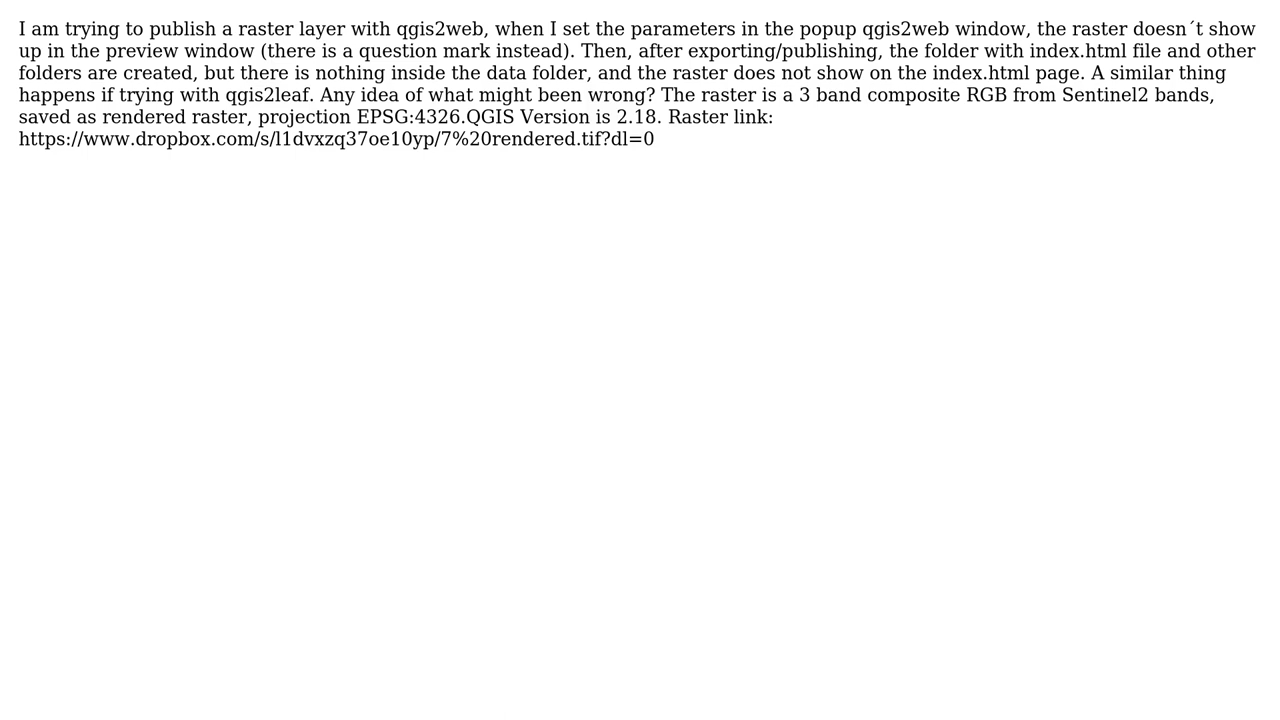 I am trying to publish a raster layer with qgis2web, when I set the parameters in the popup qgis2web window, the raster doesn´t show
up in the preview window (there is a question mark instead). Then, after exporting/publishing, the folder with index.html file and other
folders are created, but there is nothing inside the data folder, and the raster does not show on the index.html page. A similar thing
happens if trying with qgis2leaf. Any idea of what might been wrong? The raster is a 3 band composite RGB from Sentinel2 bands,
saved as rendered raster, projection EPSG:4326.QGIS Version is 2.18. Raster link:
https://www.dropbox.com/s/l1dvxzq37oe10yp/7%20rendered.tif?dl=0